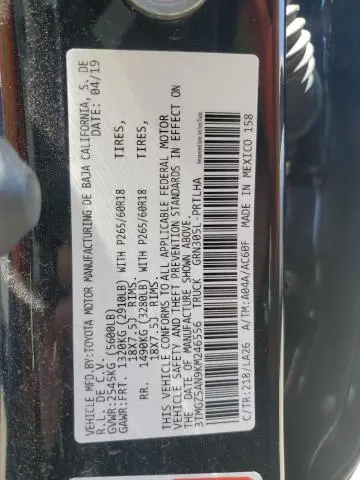 VEHICLE MFD.BY:TOYOTA MOTOR MANUFACTURING DE BAJA CALIFORNIA, S. DE
R.L. DE C.V. DATE: 04/19
GVWR:2545KG (5600LB)
GAWR:FRT. 1320KG (2910LB) WITH P265/60R18 TIRES,
18X7.5J RIMS.
RR. 1490KG (3280LB) WITH P265/60R18 TIRES,
18X7.5J RIMS
THIS VEHICLE CONFORMS TO ALL APPLICABLE FEDERAL MOTOR
VEHICLE SAFETY AND THEFT PREVENTION STANDARDS IN EFFECT ON
THE DATE OF MANUFACTURE SHOWN ABOVE.
3TMGZ5AN9KM246556 TRUCK GRN305L-PRTLHA
C/TR:218/LA26 A/TM:A04A/AC60F MADE IN MEXICO 158